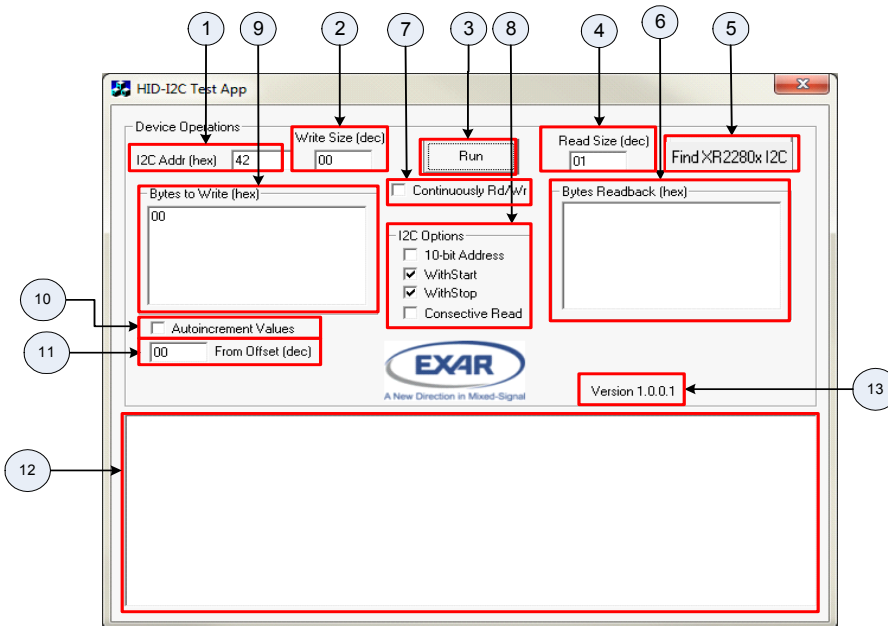 1 9 2 7 3 8 4 6 5
HID-I2C Test App
Device Operations
I2C Addr (hex) 42
Write Size (dec)
00
Run
Read Size (dec)
01
Find XR2280x I2C
Continuously Rd/Wr
Bytes to Write (hex)
00
Bytes Readback (hex)
I2C Options
10-bit Address
WithStart
WithStop
Consective Read
10
Autoincrement Values
11
00 From Offset (dec)
EXAR
A New Direction in Mixed-Signal
Version 1.0.0.1
13
12